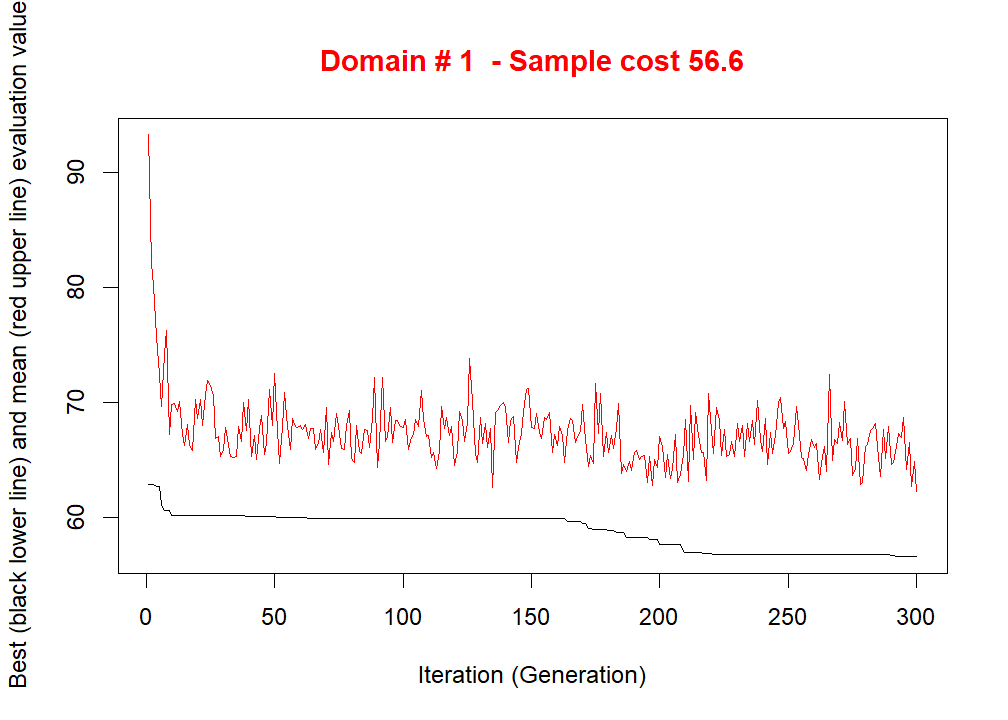 Domain # 1 - Sample cost 56.6
Best (black lower line) and mean (red upper line) evaluation value
90
80
70
60
0 50 100 150 200 250 300
Iteration (Generation)